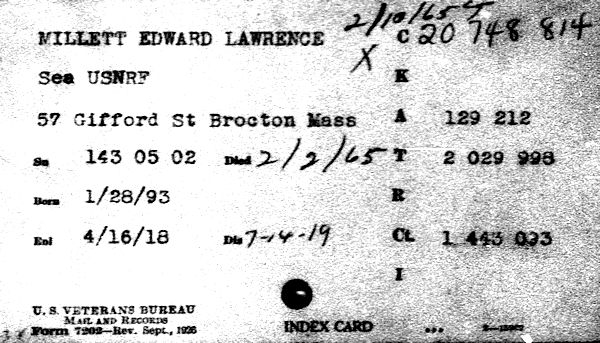 2/10/65
MILLETT EDWARD LAWRENCE C 20 748 814
X
Sea USNRF K
57 Gifford St Brocton Mass A 129 212
Sn 143 05 02 Died 2/2/65 T 2 029 998
Born 1/28/93 R
Enl 4/16/18 Dis 7-14-19 Ct. 1 443 093
I
U. S. VETERANS BUREAU
MAIL AND RECORDS
Form 7202—Rev. Sept., 1926 INDEX CARD